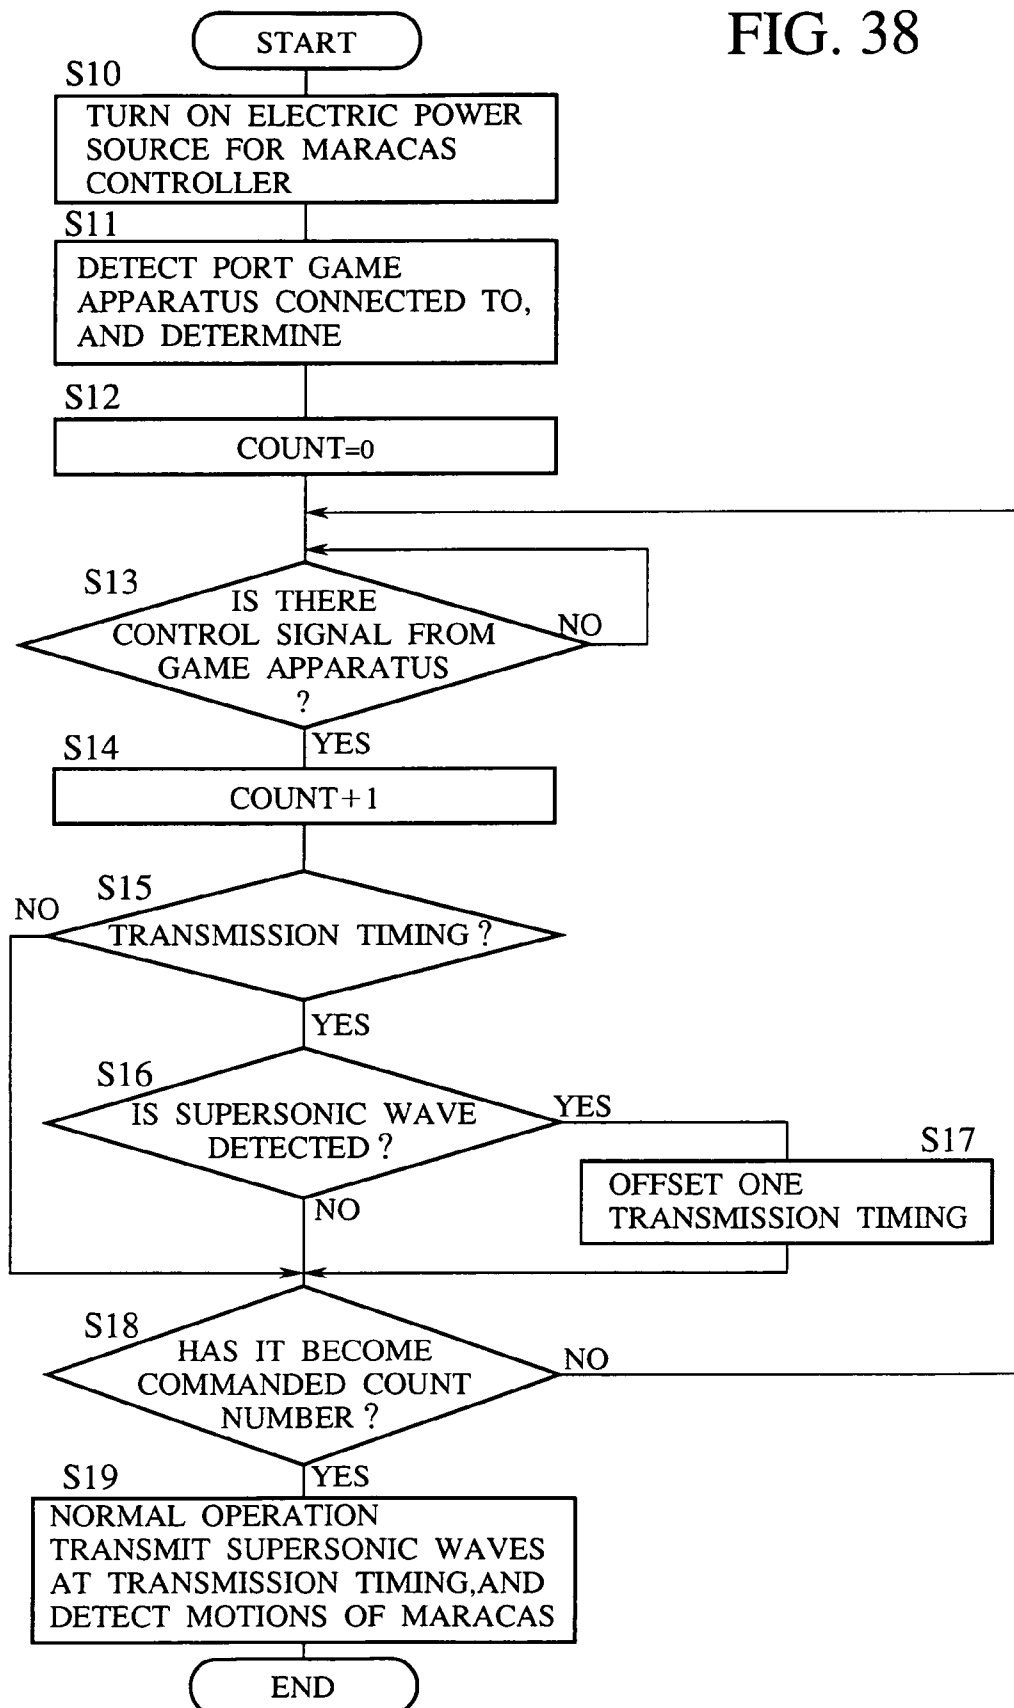 FIG. 38
START
S10
TURN ON ELECTRIC POWER
SOURCE FOR MARACAS
CONTROLLER
S11
DETECT PORT GAME
APPARATUS CONNECTED TO,
AND DETERMINE
S12
COUNT=0
S13
IS THERE
CONTROL SIGNAL FROM
GAME APPARATUS
?
NO
YES
S14
COUNT+1
S15
NO
TRANSMISSION TIMING?
YES
S16
IS SUPERSONIC WAVE
DETECTED?
YES
NO
S17
OFFSET ONE
TRANSMISSION TIMING
S18
HAS IT BECOME
COMMANDED COUNT
NUMBER?
NO
YES
S19
NORMAL OPERATION
TRANSMIT SUPERSONIC WAVES
AT TRANSMISSION TIMING,AND
DETECT MOTIONS OF MARACAS
END